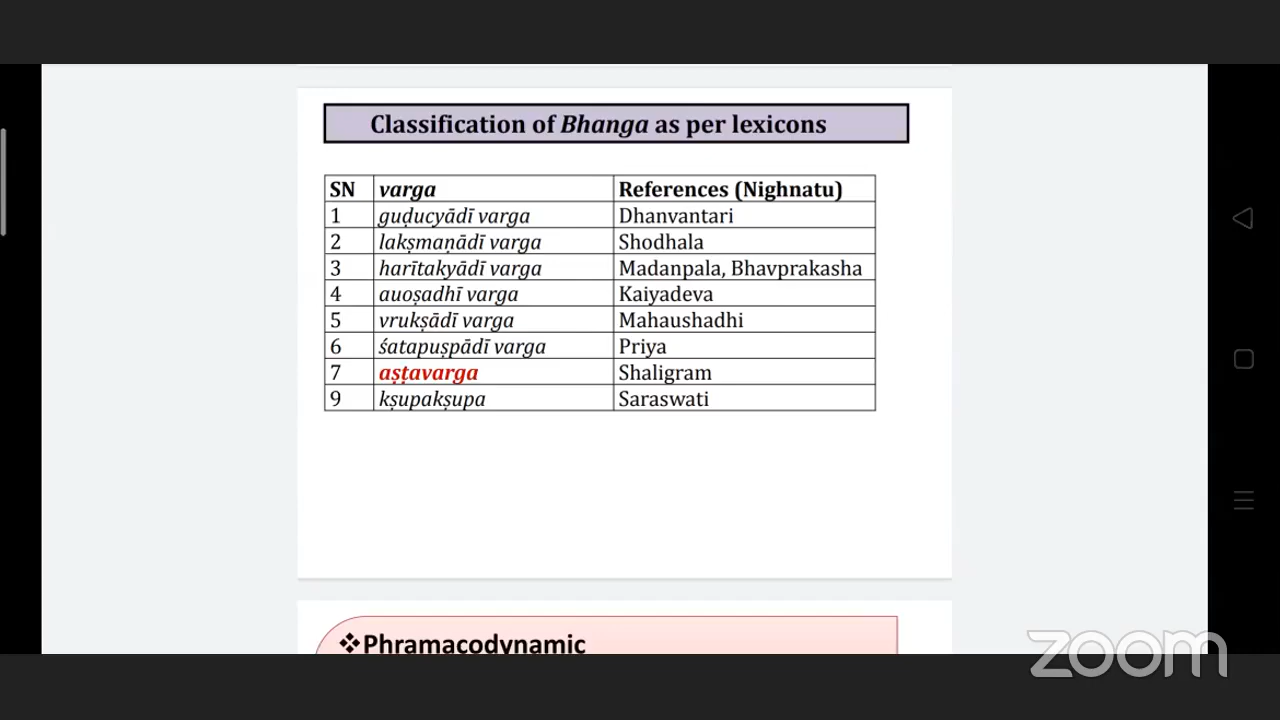 Classification of Bhanga as per lexicons
SN varga References (Nighnatu)
1 guḍucyādī varga Dhanvantari
2 lakṣmaṇādī varga Shodhala
3 harītakyādī varga Madanpala, Bhavprakasha
4 auoṣadhī varga Kaiyadeva
5 vrukṣādī varga Mahaushadhi
6 śatapuṣpādī varga Priya
7 aṣṭavarga Shaligram
9 kṣupakṣupa Saraswati
❖Phramacodynamic
zoom